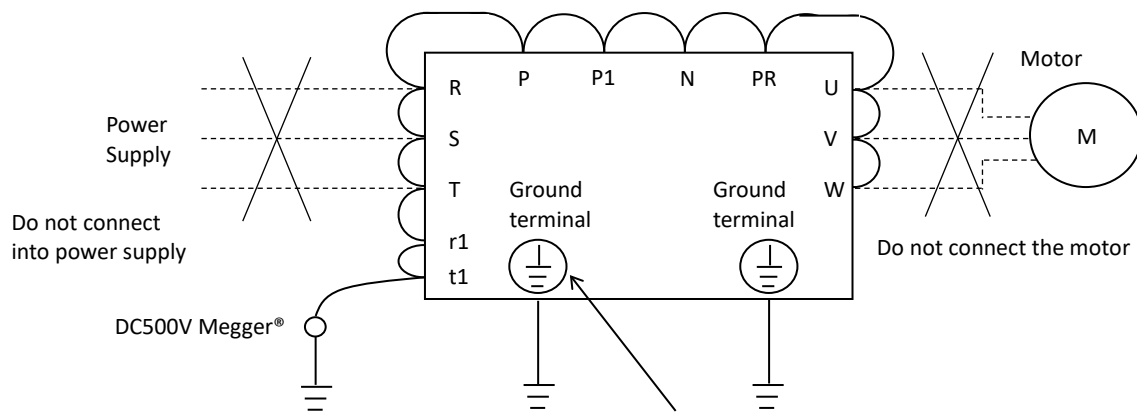 P P1 N PR
R U
S V
T W
r1
t1
Power
Supply
Do not connect
into power supply
DC500V Megger®
Ground
terminal
Ground
terminal
Motor
M
Do not connect the motor